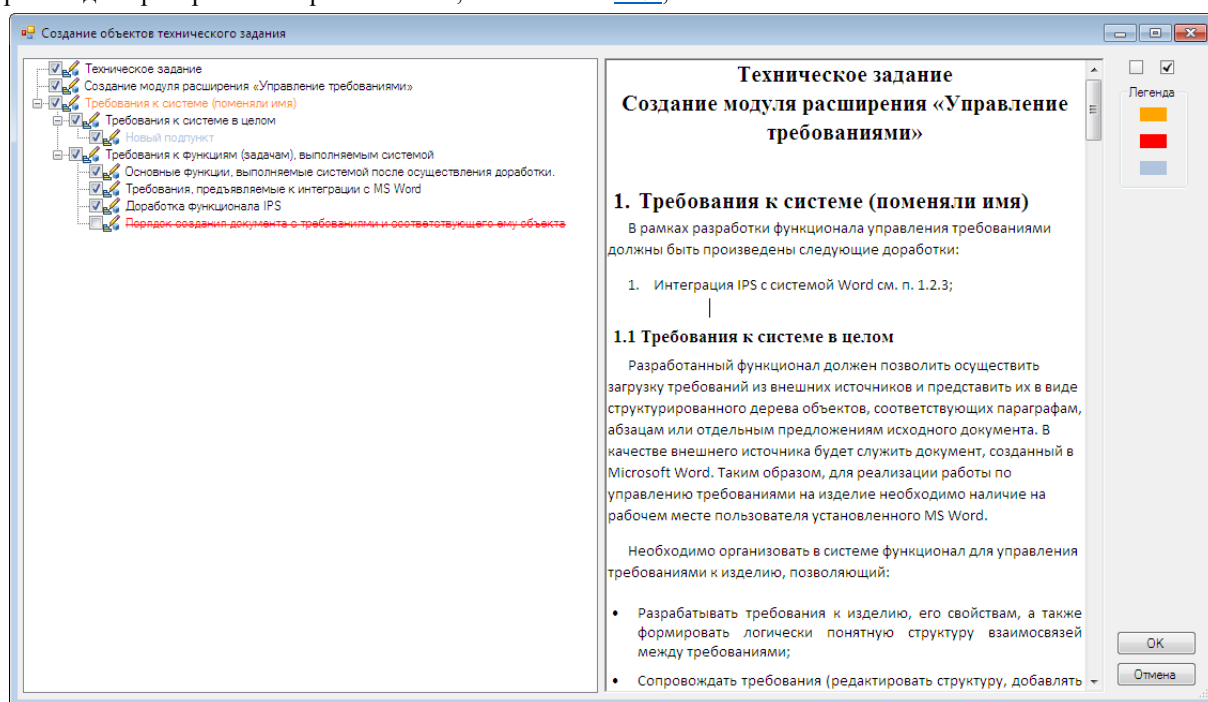 Создание объектов технического задания
Техническое задание
Создание модуля расширения «Управление требованиями»
Требования к системе (поменяли имя)
Требования к системе в целом
Новый подпункт
Требования к функциям (задачам), выполняемым системой
Основные функции, выполняемые системой после осуществления доработки.
Требования, предъявляемые к интеграции с MS Word
Доработка функционала IPS
Порядок создания документа с требованиями и соответствующего ему объекта
Техническое задание
Создание модуля расширения «Управление
требованиями»
1. Требования к системе (поменяли имя)
В рамках разработки функционала управления требованиями
должны быть произведены следующие доработки:
1. Интеграция IPS с системой Word см. п. 1.2.3;
1.1 Требования к системе в целом
Разработанный функционал должен позволить осуществить
загрузку требований из внешних источников и представить их в виде
структурированного дерева объектов, соответствующих параграфам,
абзацам или отдельным предложениям исходного документа. В
качестве внешнего источника будет служить документ, созданный в
Microsoft Word. Таким образом, для реализации работы по
управлению требованиями на изделие необходимо наличие на
рабочем месте пользователя установленного MS Word.
Необходимо организовать в системе функционал для управления
требованиями к изделию, позволяющий:
• Разрабатывать требования к изделию, его свойствам, а также
формировать логически понятную структуру взаимосвязей
между требованиями;
• Сопровождать требования (редактировать структуру, добавлять
Легенда
OK
Отмена